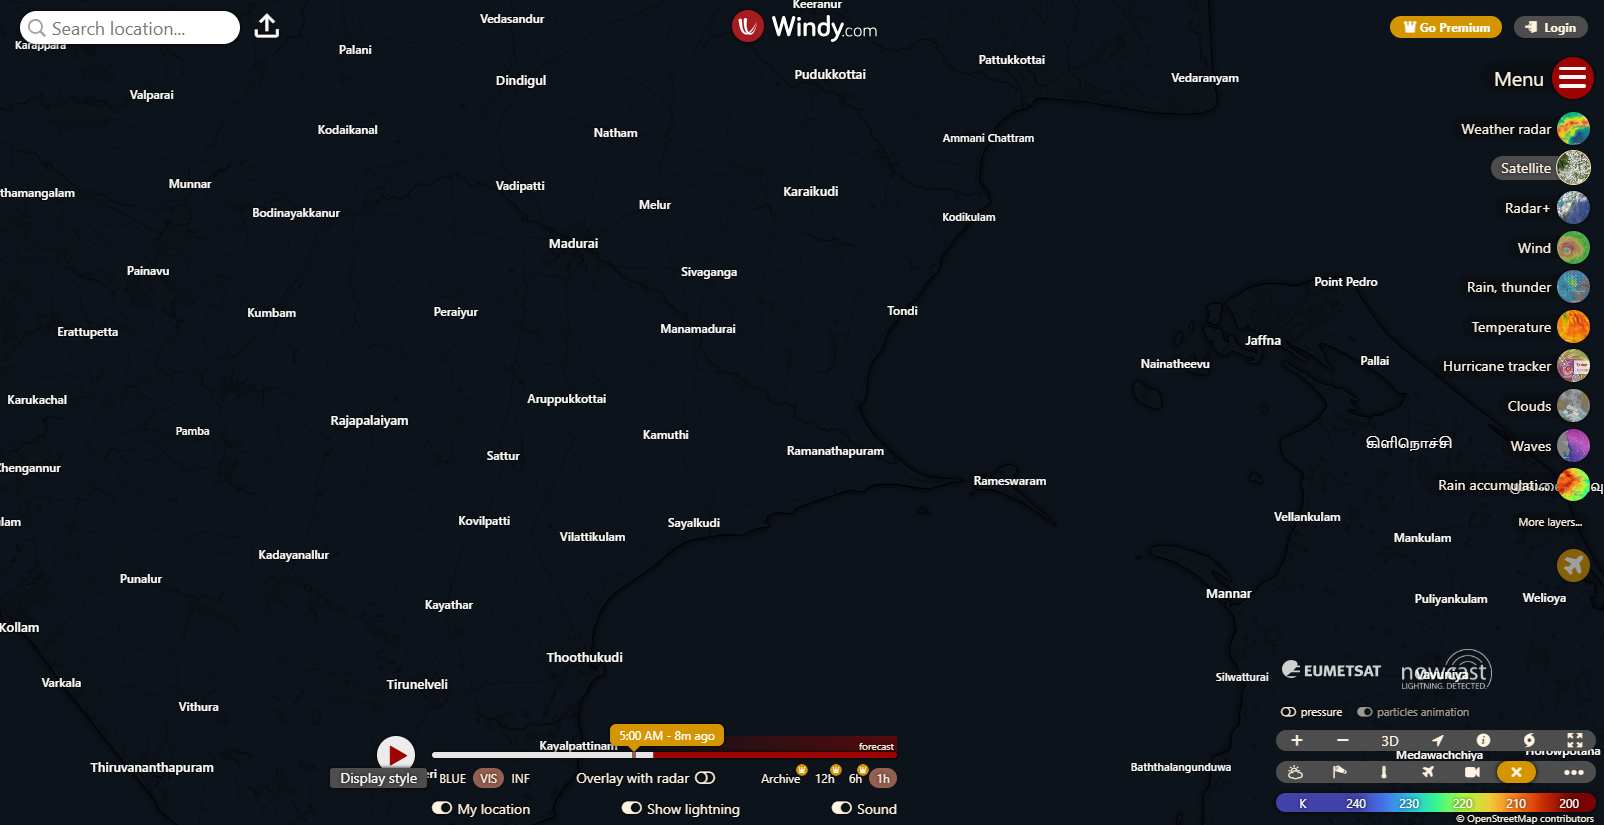 Search location...
Windy.com
Go Premium
Login
Menu
Weather radar
Satellite
Radar+
Wind
Rain, thunder
Temperature
Hurricane tracker
Clouds
Waves
Rain accumulati...
More layers...
Keeranur
Vedasandur
Karappara
Palani
Pattukkottai
Pudukkottai
Vedaranyam
Dindigul
Valparai
Kodaikanal
Natham
Ammani Chattram
Munnar
thamangalam
Vadipatti
Karaikudi
Melur
Bodinayakkanur
Kodikulam
Madurai
Painavu
Sivaganga
Point Pedro
Kumbam
Peraiyur
Tondi
Erattupetta
Manamadurai
Jaffna
Nainatheevu
Pallai
Karukachal
Aruppukkottai
Rajapalaiyam
Pamba
Kamuthi
கிளிநொச்சி
Ramanathapuram
Sattur
Chengannur
Rameswaram
Vellankulam
lam
Kovilpatti
Sayalkudi
Vilattikulam
Mankulam
Kadayanallur
Punalur
Mannar
Puliyankulam
Welioya
Kayathar
Kollam
Thoothukudi
Silwatturai
Varkala
Tirunelveli
Vavuniya
Vithura
Kayalpattinam
Thiruvananthapuram
Baththalangunduwa
Medawachchiya
Horowpotana
EUMETSAT
nowcast
LIGHTNING. DETECTED.
pressure
particles animation
3D
5:00 AM - 8m ago
forecast
Display style
eri
BLUE
VIS
INF
Overlay with radar
Archive
12h
6h
1h
My location
Show lightning
Sound
K 240 230 220 210 200
© OpenStreetMap contributors